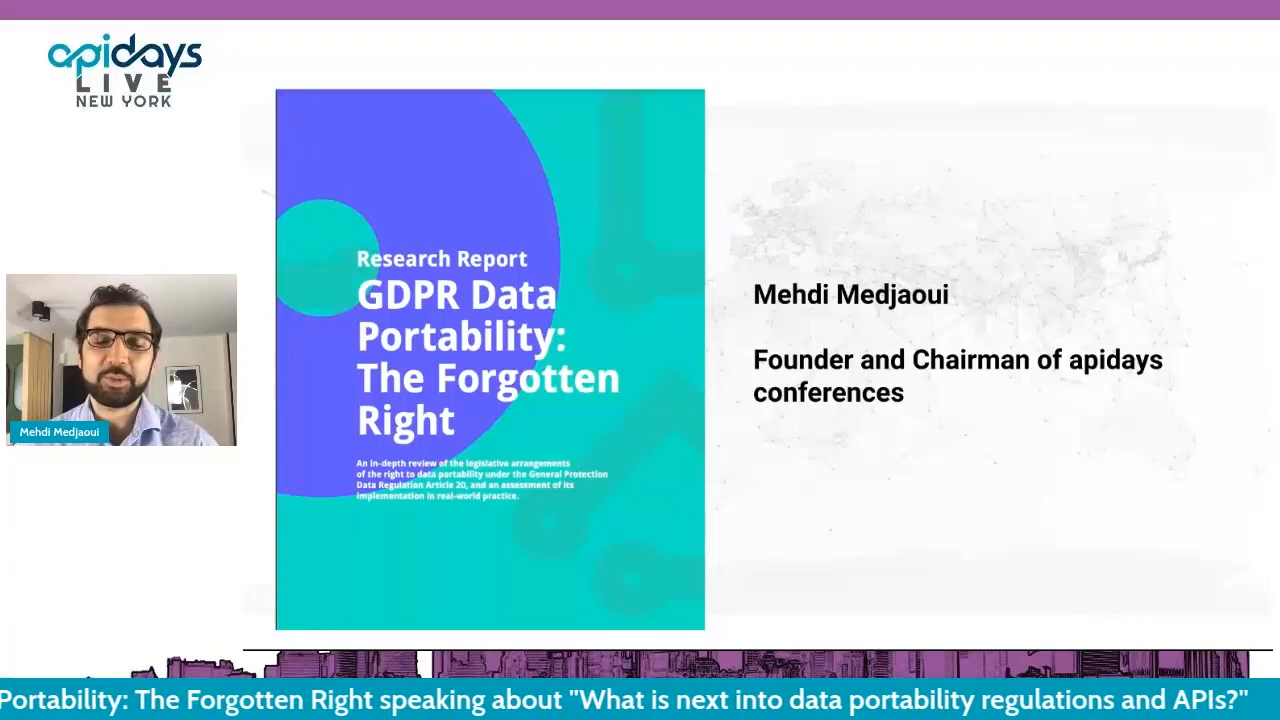 apidays
LIVE
NEW YORK
Research Report
GDPR Data
Portability:
The Forgotten
Right
An in-depth review of the legislative arrangements
of the right to data portability under the General Protection
Data Regulation Article 20, and an assessment of its
implementation in real-world practice.
Mehdi Medjaoui
Founder and Chairman of apidays
conferences
Mehdi Medjaoui
Portability: The Forgotten Right speaking about "What is next into data portability regulations and APIs?"